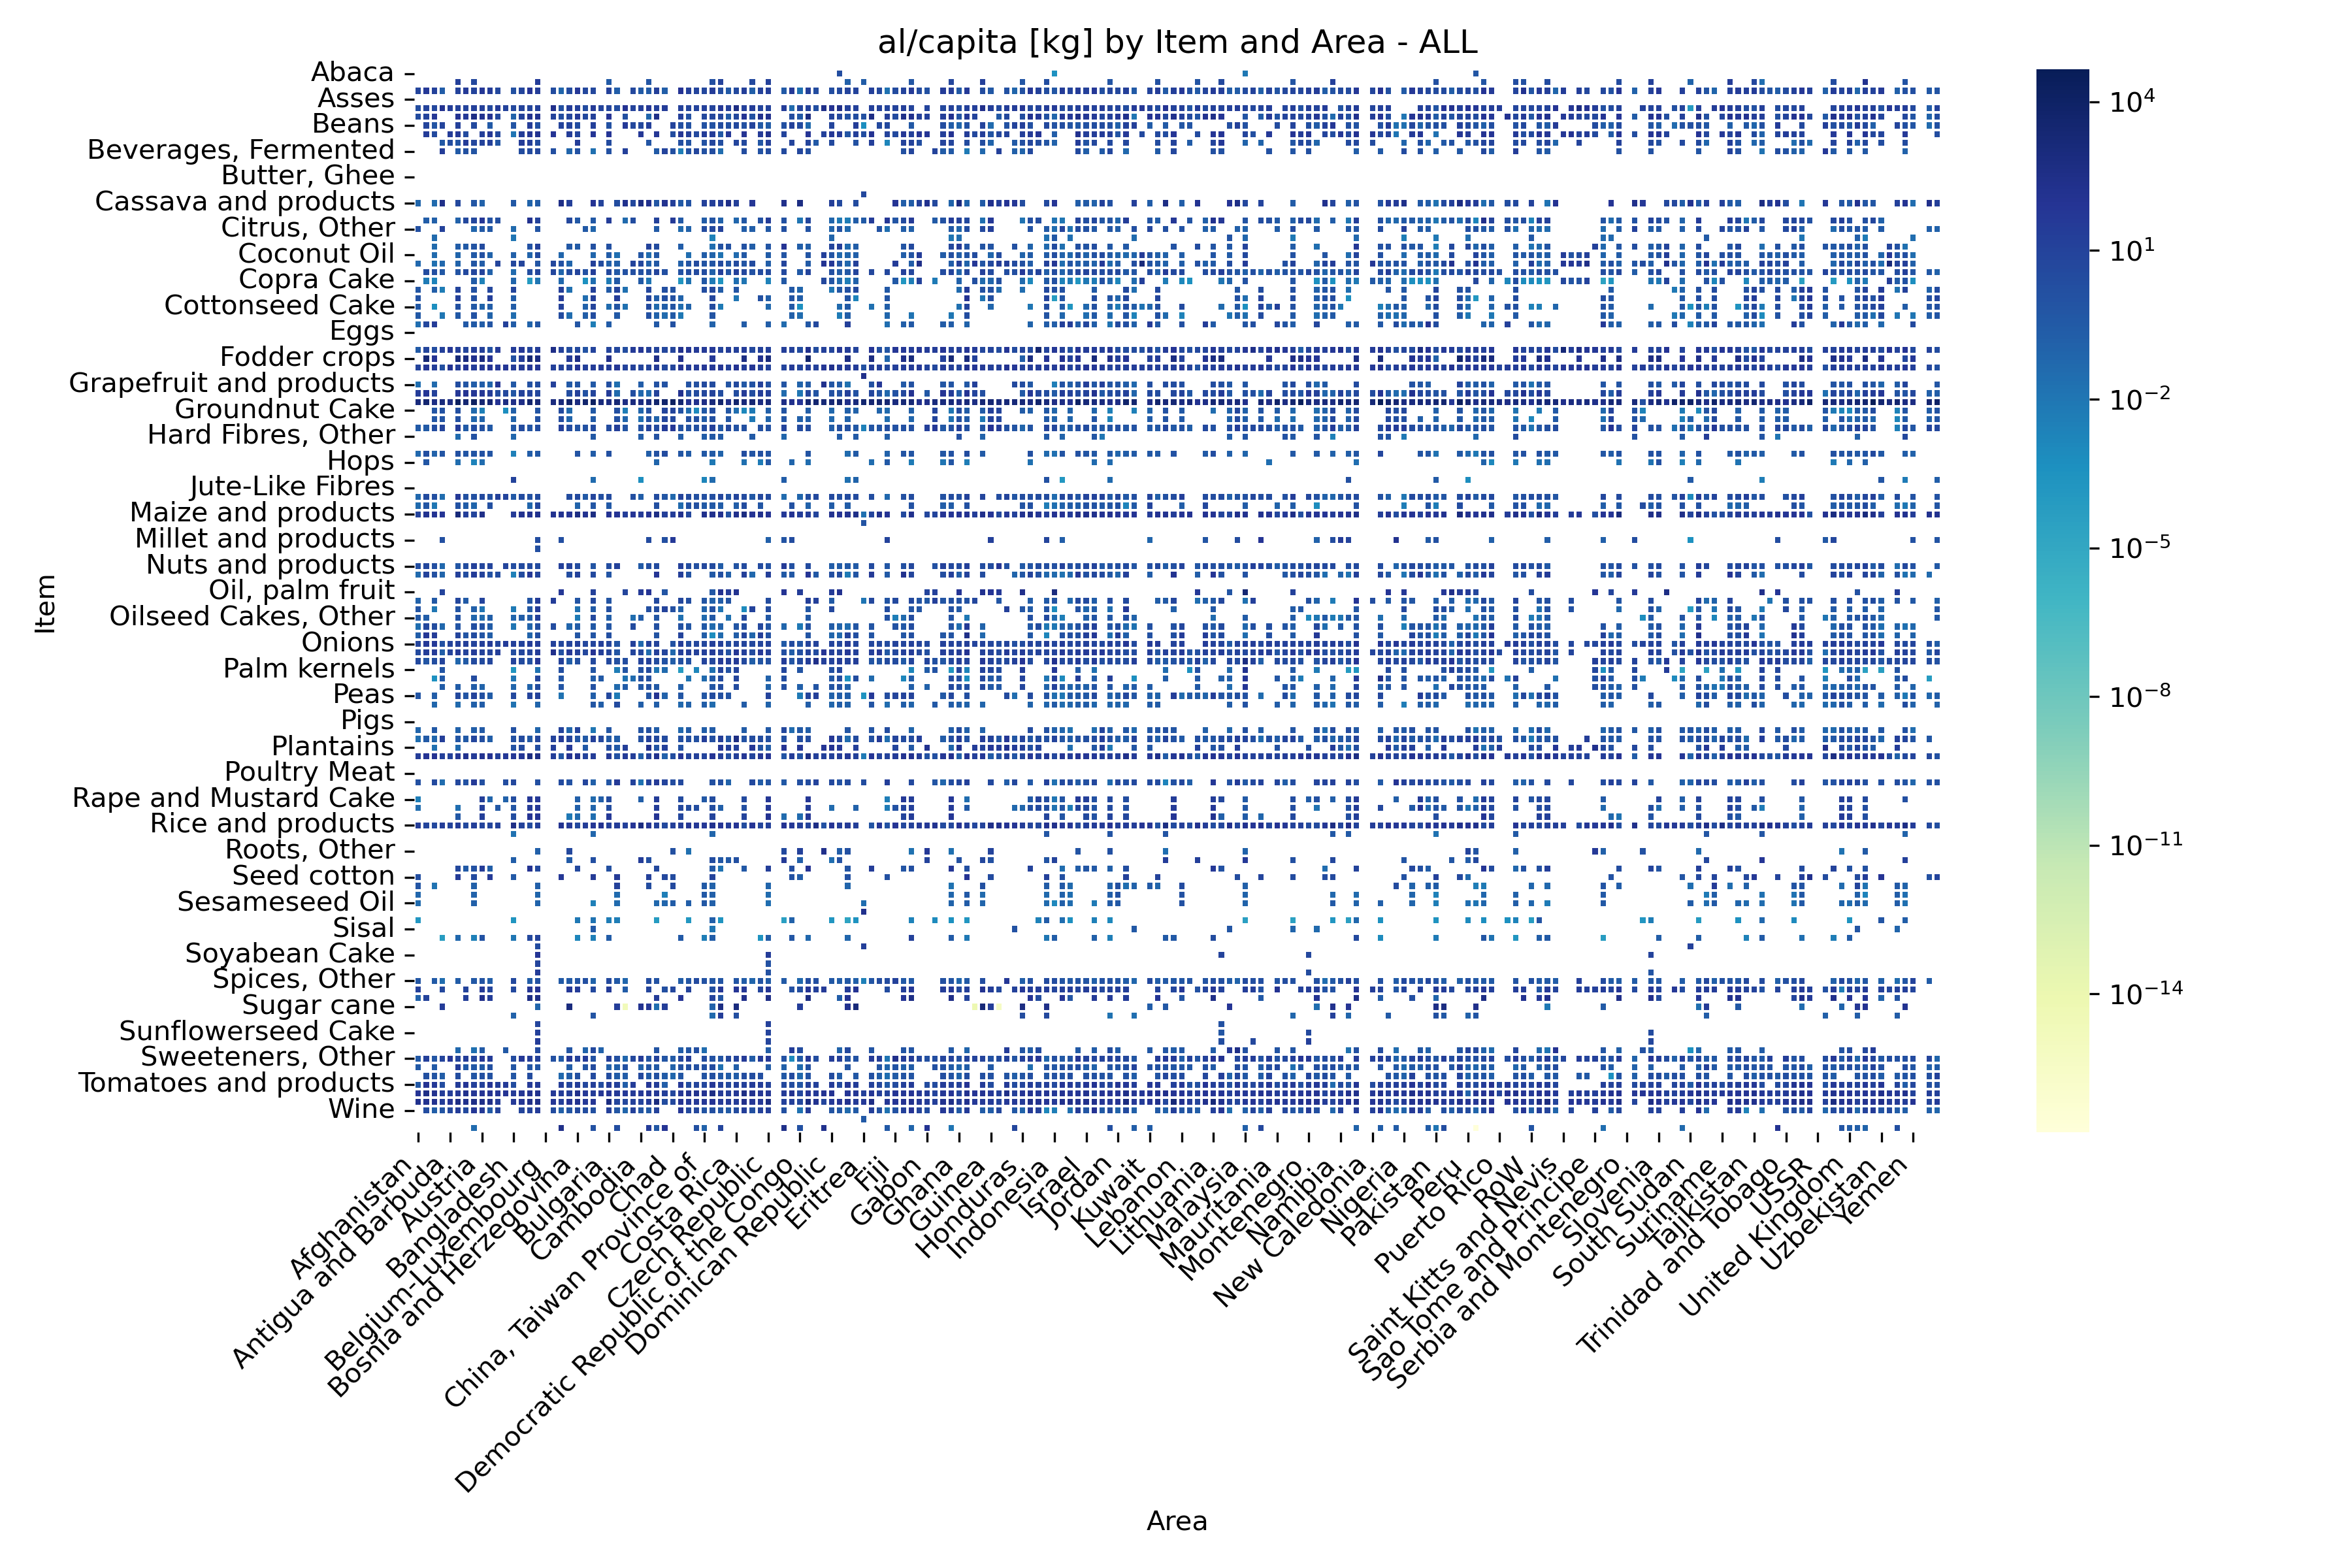 al/capita [kg] by Item and Area - ALL
Item
Abaca
Asses
Beans
Beverages, Fermented
Butter, Ghee
Cassava and products
Citrus, Other
Coconut Oil
Copra Cake
Cottonseed Cake
Eggs
Fodder crops
Grapefruit and products
Groundnut Cake
Hard Fibres, Other
Hops
Jute-Like Fibres
Maize and products
Millet and products
Nuts and products
Oil, palm fruit
Oilseed Cakes, Other
Onions
Palm kernels
Peas
Pigs
Plantains
Poultry Meat
Rape and Mustard Cake
Rice and products
Roots, Other
Seed cotton
Sesameseed Oil
Sisal
Soyabean Cake
Spices, Other
Sugar cane
Sunflowerseed Cake
Sweeteners, Other
Tomatoes and products
Wine
Afghanistan
Antigua and Barbuda
Austria
Bangladesh
Belgium-Luxembourg
Bosnia and Herzegovina
Bulgaria
Cambodia
Chad
China, Taiwan Province of
Costa Rica
Czech Republic
Democratic Republic of the Congo
Dominican Republic
Eritrea
Fiji
Gabon
Ghana
Guinea
Honduras
Indonesia
Israel
Jordan
Kuwait
Lebanon
Lithuania
Malaysia
Mauritania
Montenegro
Namibia
New Caledonia
Nigeria
Pakistan
Peru
Puerto Rico
RoW
Saint Kitts and Nevis
Sao Tome and Principe
Serbia and Montenegro
Slovenia
South Sudan
Suriname
Tajikistan
Trinidad and Tobago
USSR
United Kingdom
Uzbekistan
Yemen
Area
10⁴
10¹
10⁻²
10⁻⁵
10⁻⁸
10⁻¹¹
10⁻¹⁴